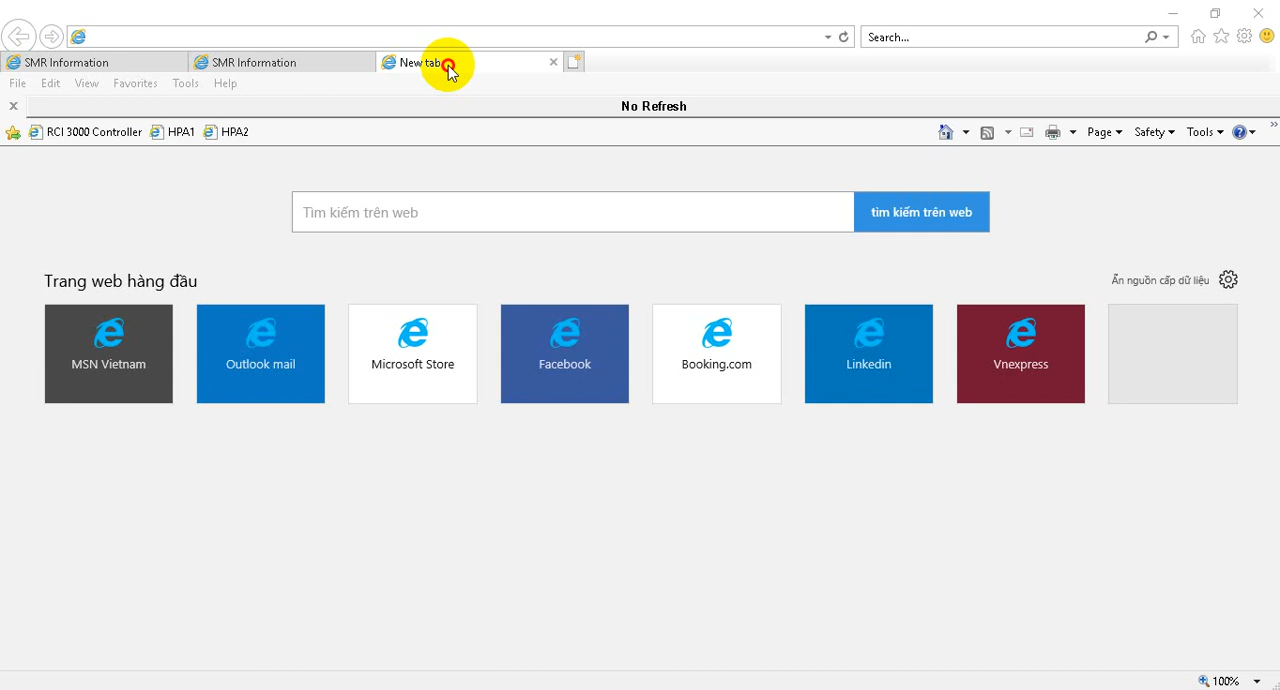 Search...
SMR Information SMR Information New tab
File Edit View Favorites Tools Help
No Refresh
RCI 3000 Controller HPA1 HPA2 Page Safety Tools
Tìm kiếm trên web tìm kiếm trên web
Trang web hàng đầu Ẩn nguồn cấp dữ liệu
MSN Vietnam Outlook mail Microsoft Store Facebook Booking.com Linkedin Vnexpress
100%